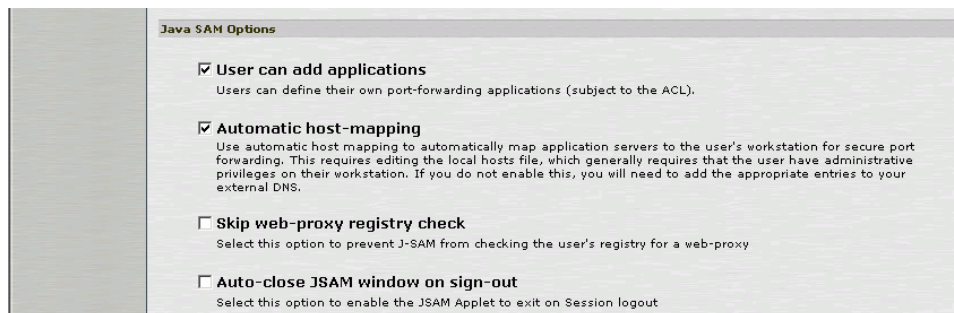 Java SAM Options
User can add applications
Users can define their own port-forwarding applications (subject to the ACL).
Automatic host-mapping
Use automatic host mapping to automatically map application servers to the user's workstation for secure port
forwarding. This requires editing the local hosts file, which generally requires that the user have administrative
privileges on their workstation. If you do not enable this, you will need to add the appropriate entries to your
external DNS.
Skip web-proxy registry check
Select this option to prevent J-SAM from checking the user's registry for a web-proxy
Auto-close JSAM window on sign-out
Select this option to enable the JSAM Applet to exit on Session logout